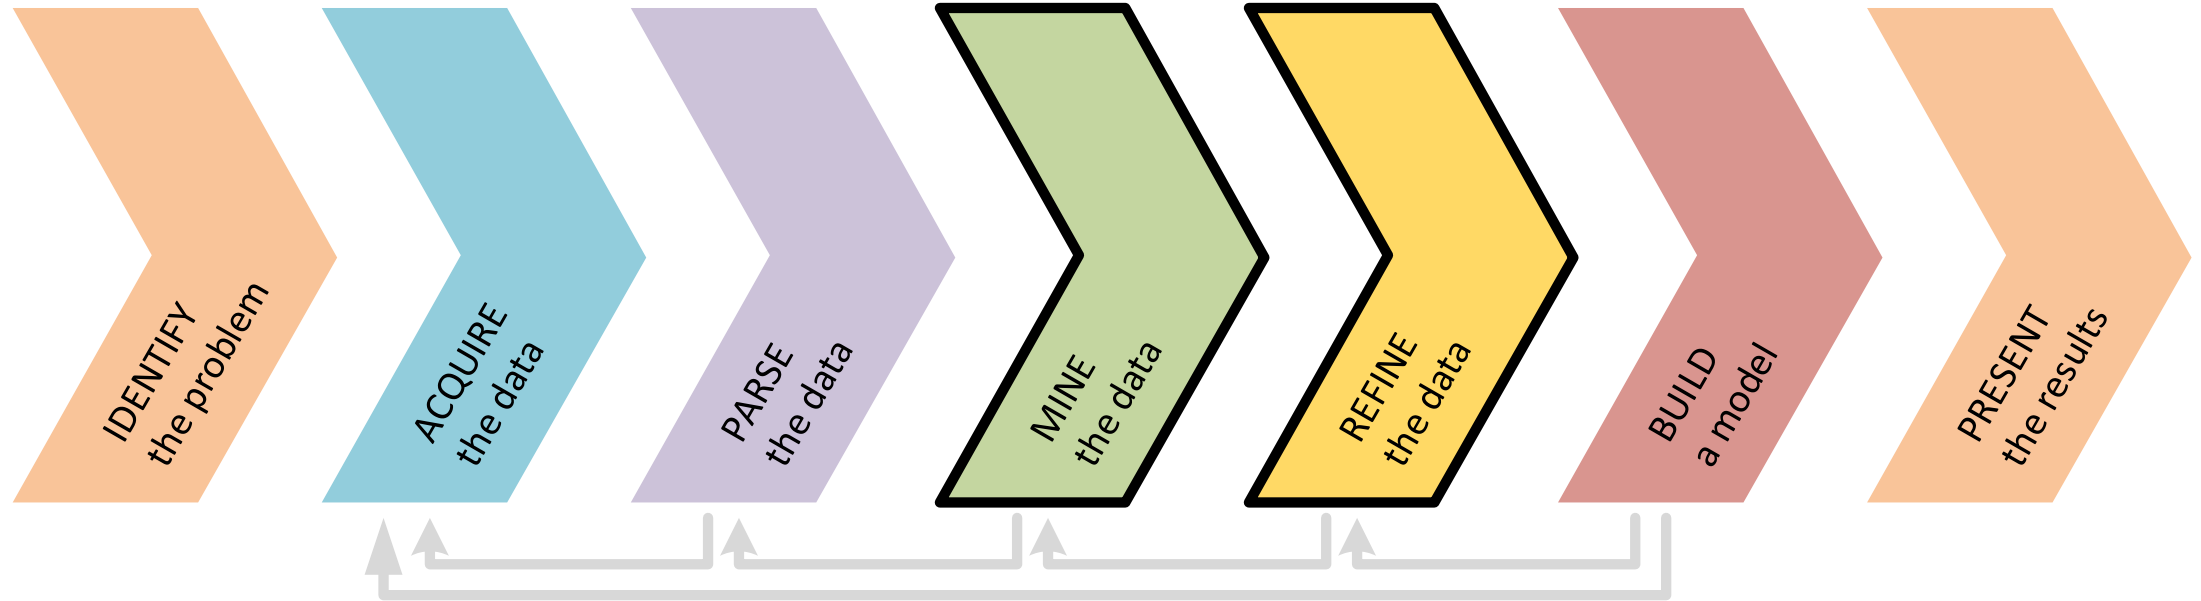 IDENTIFY
the problem
ACQUIRE
the data
PARSE
the data
MINE
the data
REFINE
the data
BUILD
a model
PRESENT
the results